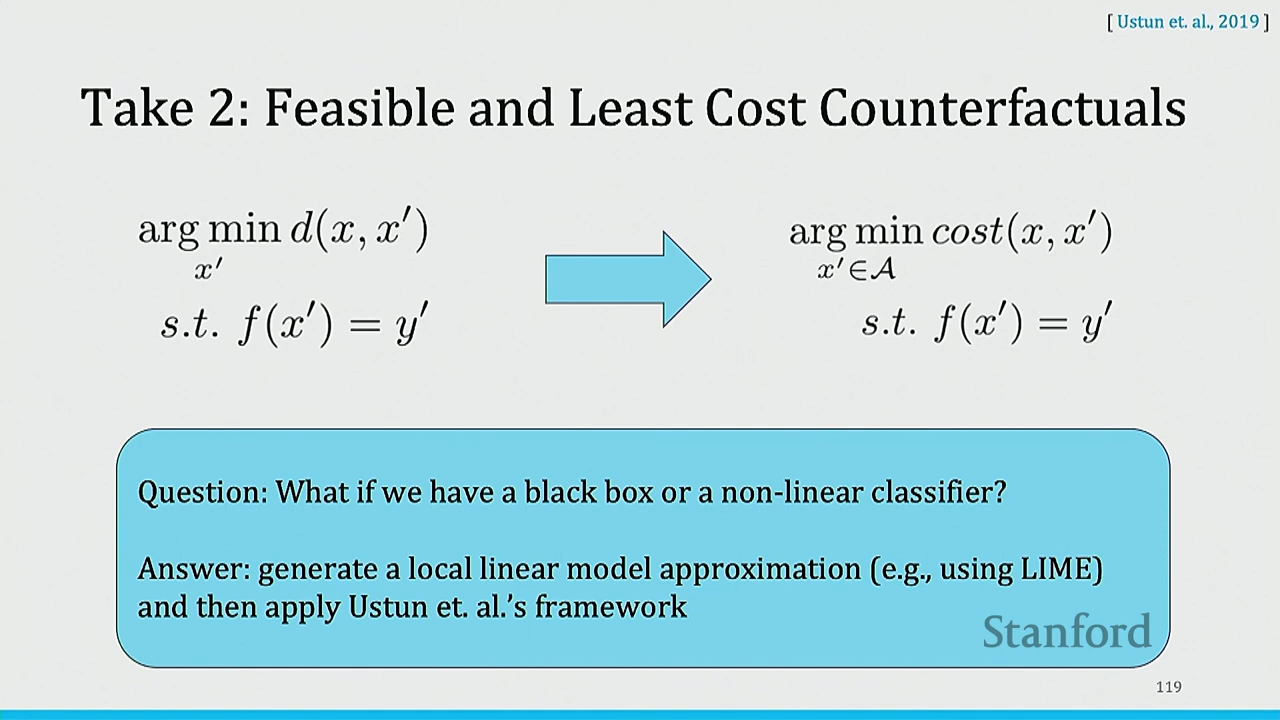 [ Ustun et. al., 2019 ]
Take 2: Feasible and Least Cost Counterfactuals
arg min d(x, x′)
x′
s.t. f(x′) = y′
arg min cost(x, x′)
x′∈𝒜
s.t. f(x′) = y′
Question: What if we have a black box or a non-linear classifier?
Answer: generate a local linear model approximation (e.g., using LIME)
and then apply Ustun et. al.’s framework
Stanford
119